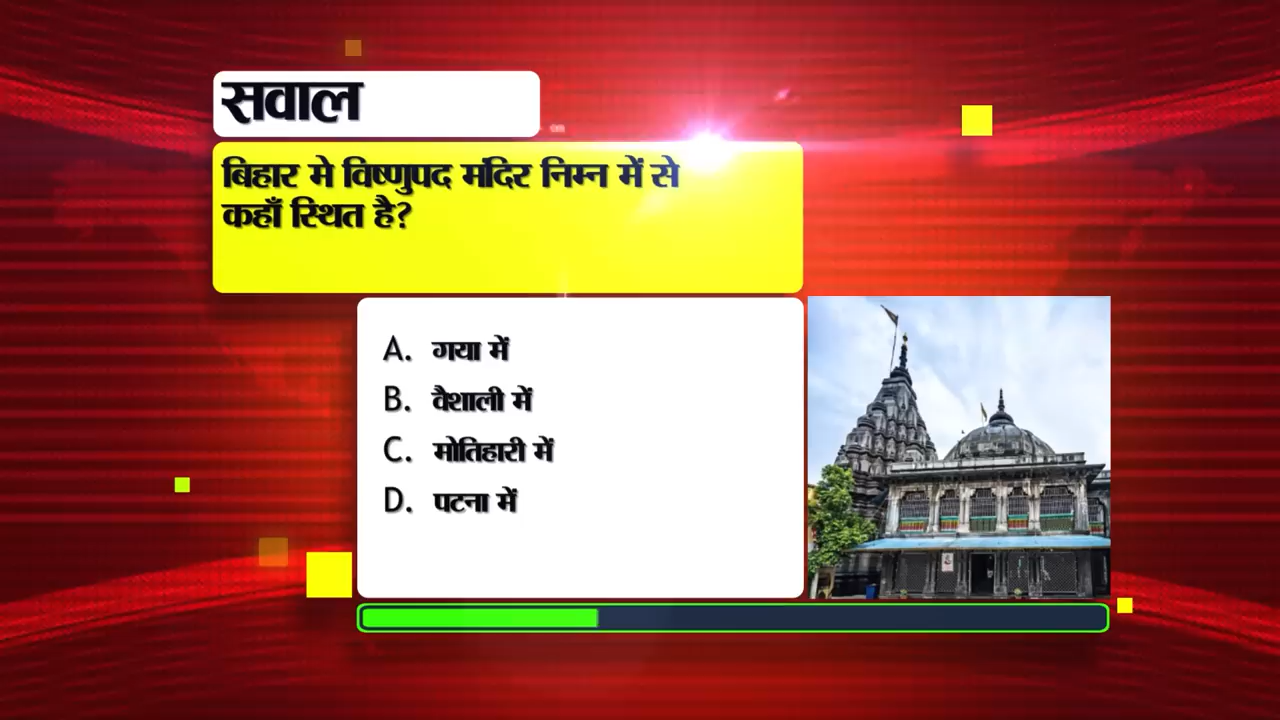 सवाल
बिहार मे विष्णुपद मंदिर निम्न में से
कहाँ स्थित है?
A. गया में
B. वैशाली में
C. मोतिहारी में
D. पटना में